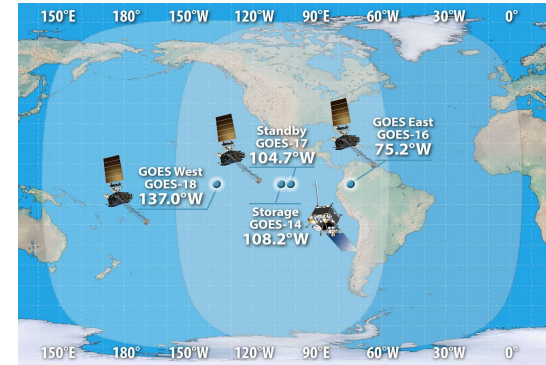 150°E 180° 150°W 120°W 90°E 60°W 30°W 0°
Standby
GOES-17
104.7°W
GOES East
GOES-16
75.2°W
GOES West
GOES-18
137.0°W
Storage
GOES-14
108.2°W
150°E 180° 150°W 120°W 90°E 60°W 30°W 0°